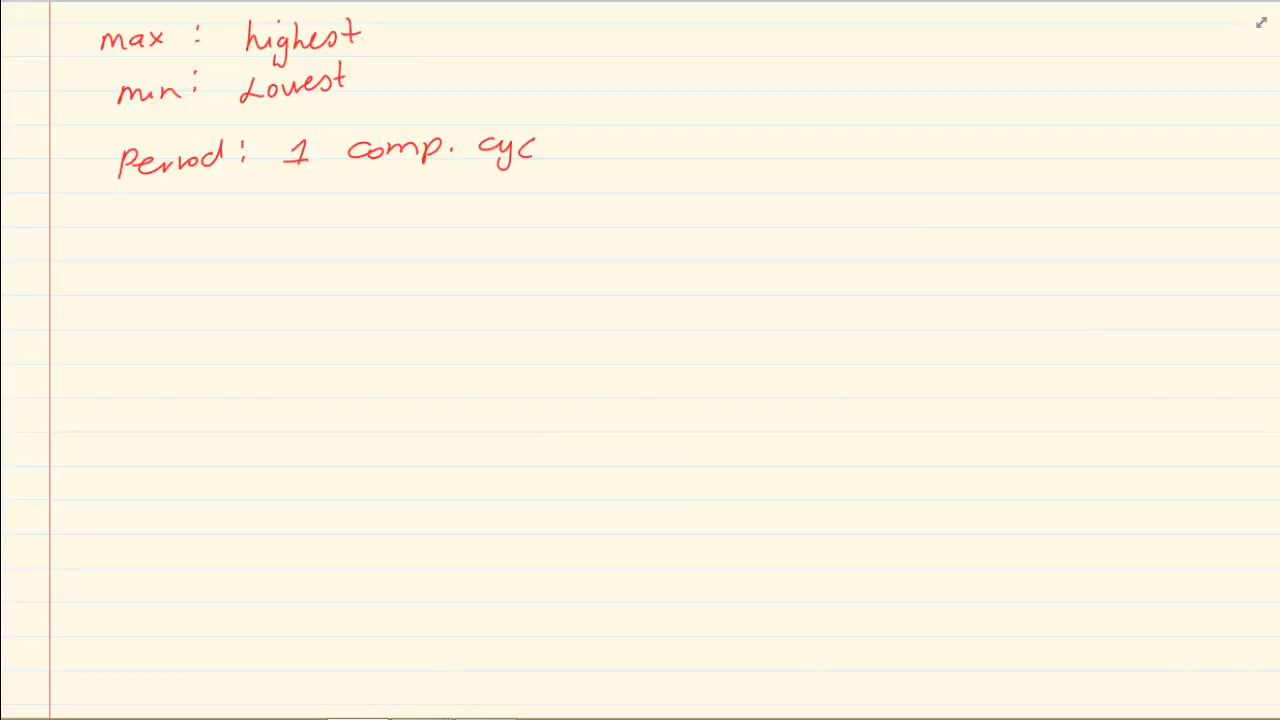 max : highest
min : Lowest
Period : 1 comp. cyc